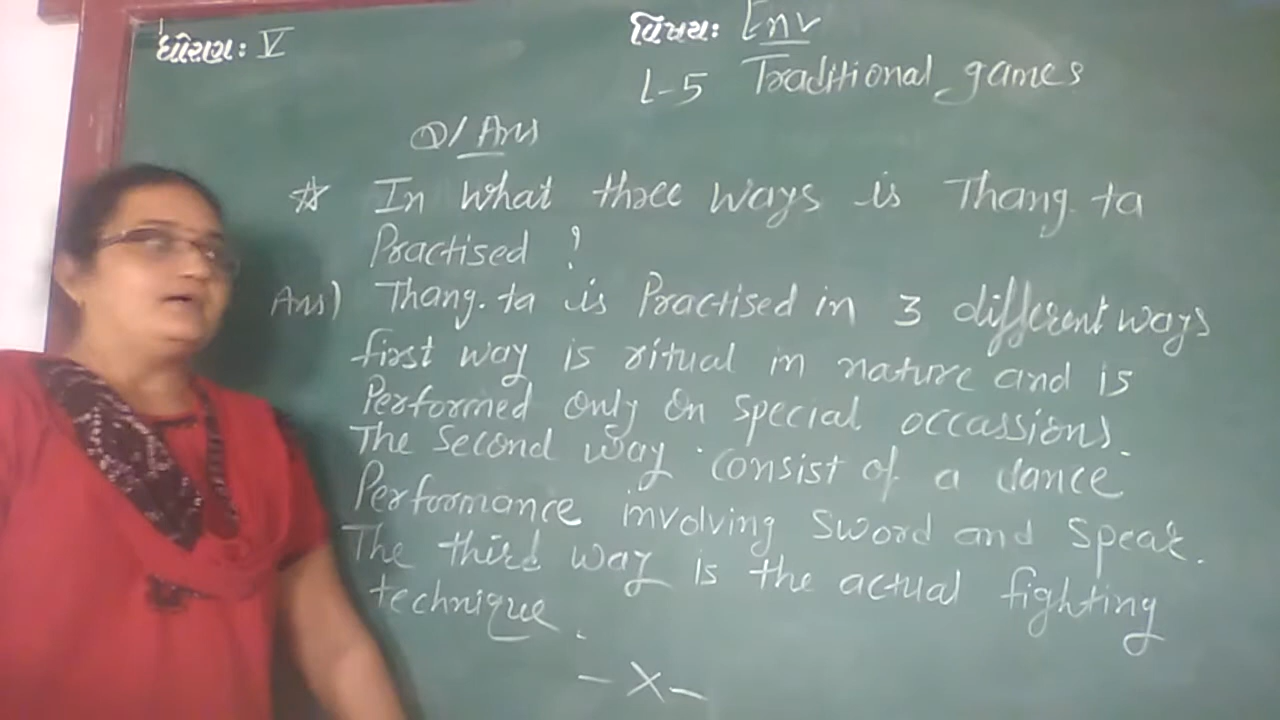 ધોરણ: V
વિષય: Env
L-5 Traditional games
Q/Ans
☆ In what three ways is Thang.ta
Practised ?
Ans) Thang.ta is Practised in 3 different ways
first way is ritual in nature and is
Performed only on special occassions.
The second way consist of a dance
Performance involving sword and spear.
The third way is the actual fighting
technique.
- X -